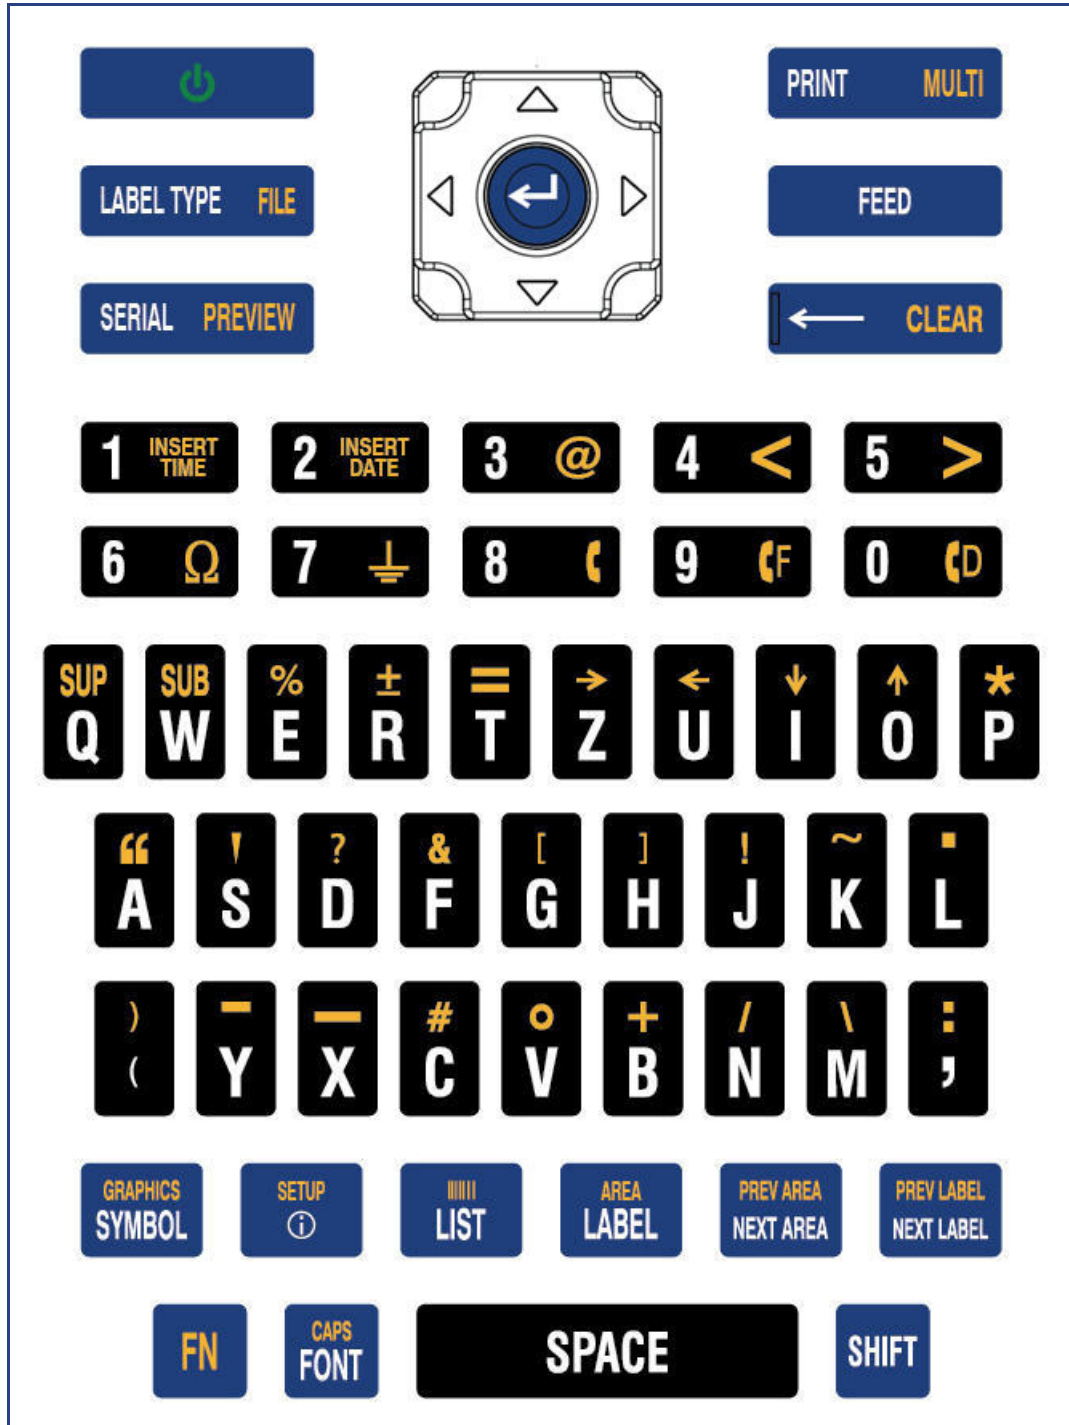 PRINT MULTI
LABEL TYPE FILE
FEED
SERIAL PREVIEW
← CLEAR
1 INSERT TIME 2 INSERT DATE 3 @ 4 < 5 >
6 Ω 7 ⏚ 8 9 F 0 D
SUP SUB % ± = → ← ↓ ↑ *
Q W E R T Z U I O P
“ ' ? & [ ] ! ~ .
A S D F G H J K L
) - — # ° + / \ :
( Y X C V B N M ,
GRAPHICS SETUP AREA PREV AREA PREV LABEL
SYMBOL ⓘ LIST LABEL NEXT AREA NEXT LABEL
CAPS
FN FONT SPACE SHIFT